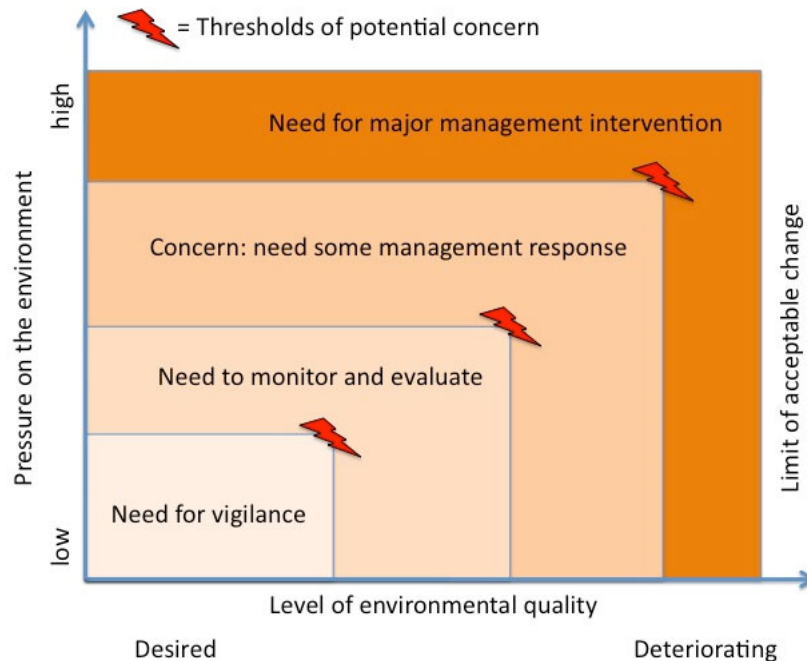 = Thresholds of potential concern
high
Need for major management intervention
Concern: need some management response
Need to monitor and evaluate
Need for vigilance
low
Pressure on the environment
Limit of acceptable change
Level of environmental quality
Desired
Deteriorating